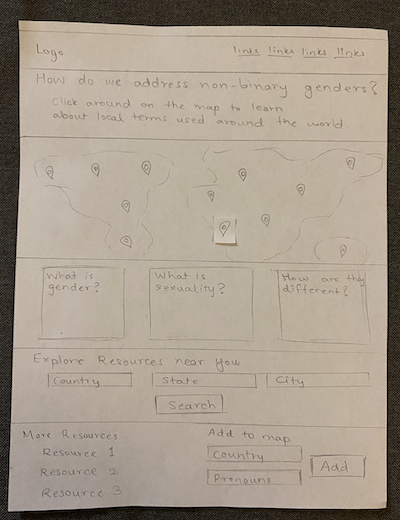 Logo
links links links links
How do we address non-binary genders?
Click around on the map to learn
about local terms used around the world
What is
gender?
What is
sexuality?
How are they
different?
Explore Resources near you
Country
State
City
Search
More Resources
Resource 1
Resource 2
Resource 3
Add to map
Country
Pronouns
Add